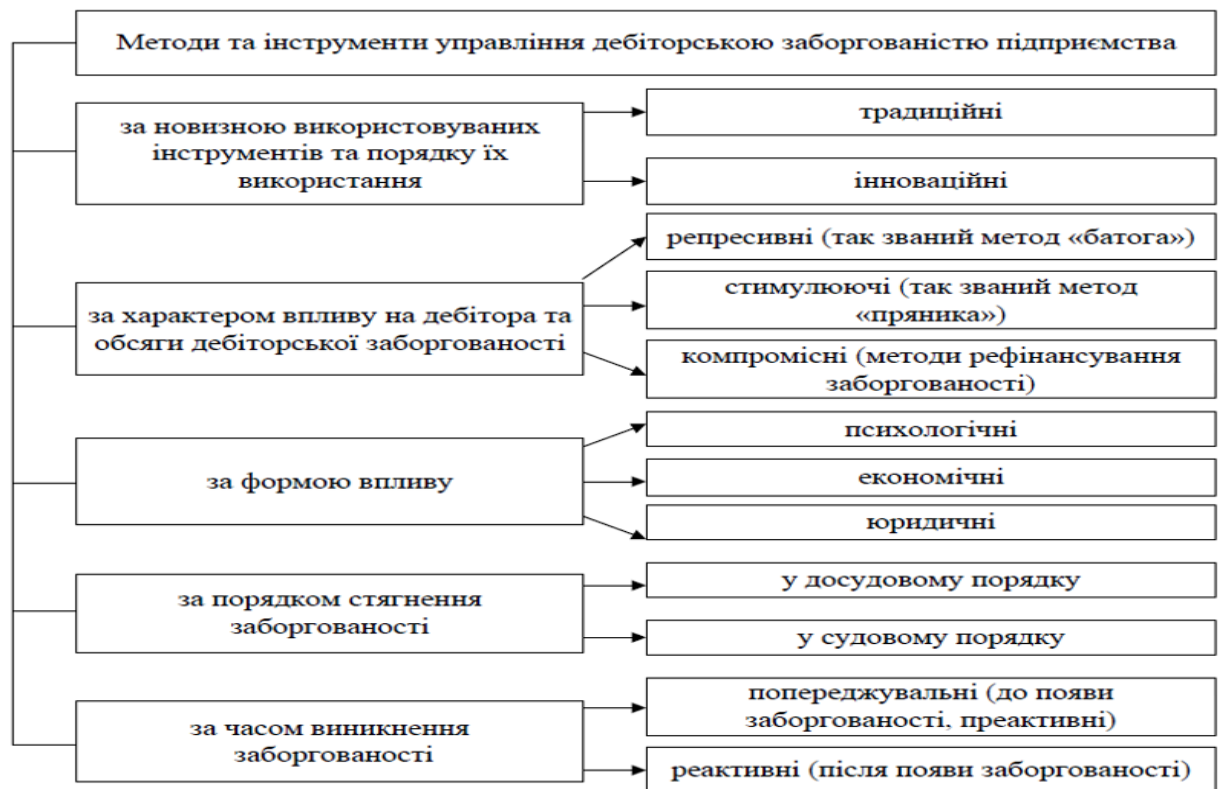 Методи та інструменти управління дебіторською заборгованістю підприємства
за новизною використовуваних
інструментів та порядку їх
використання
традиційні
інноваційні
за характером впливу на дебітора та
обсяги дебіторської заборгованості
репресивні (так званий метод «батога»)
стимулюючі (так званий метод
«пряника»)
компромісні (методи рефінансування
заборгованості)
за формою впливу
психологічні
економічні
юридичні
за порядком стягнення
заборгованості
у досудовому порядку
у судовому порядку
за часом виникнення
заборгованості
попереджувальні (до появи
заборгованості, преактивні)
реактивні (після появи заборгованості)